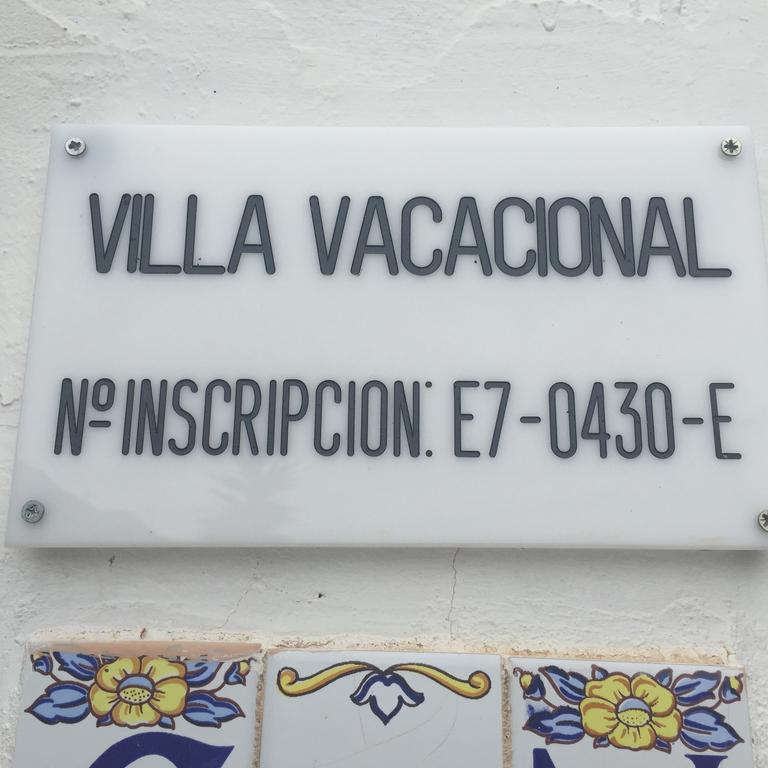 VILLA VACACIONAL
Nº INSCRIPCION: E7-0430-E